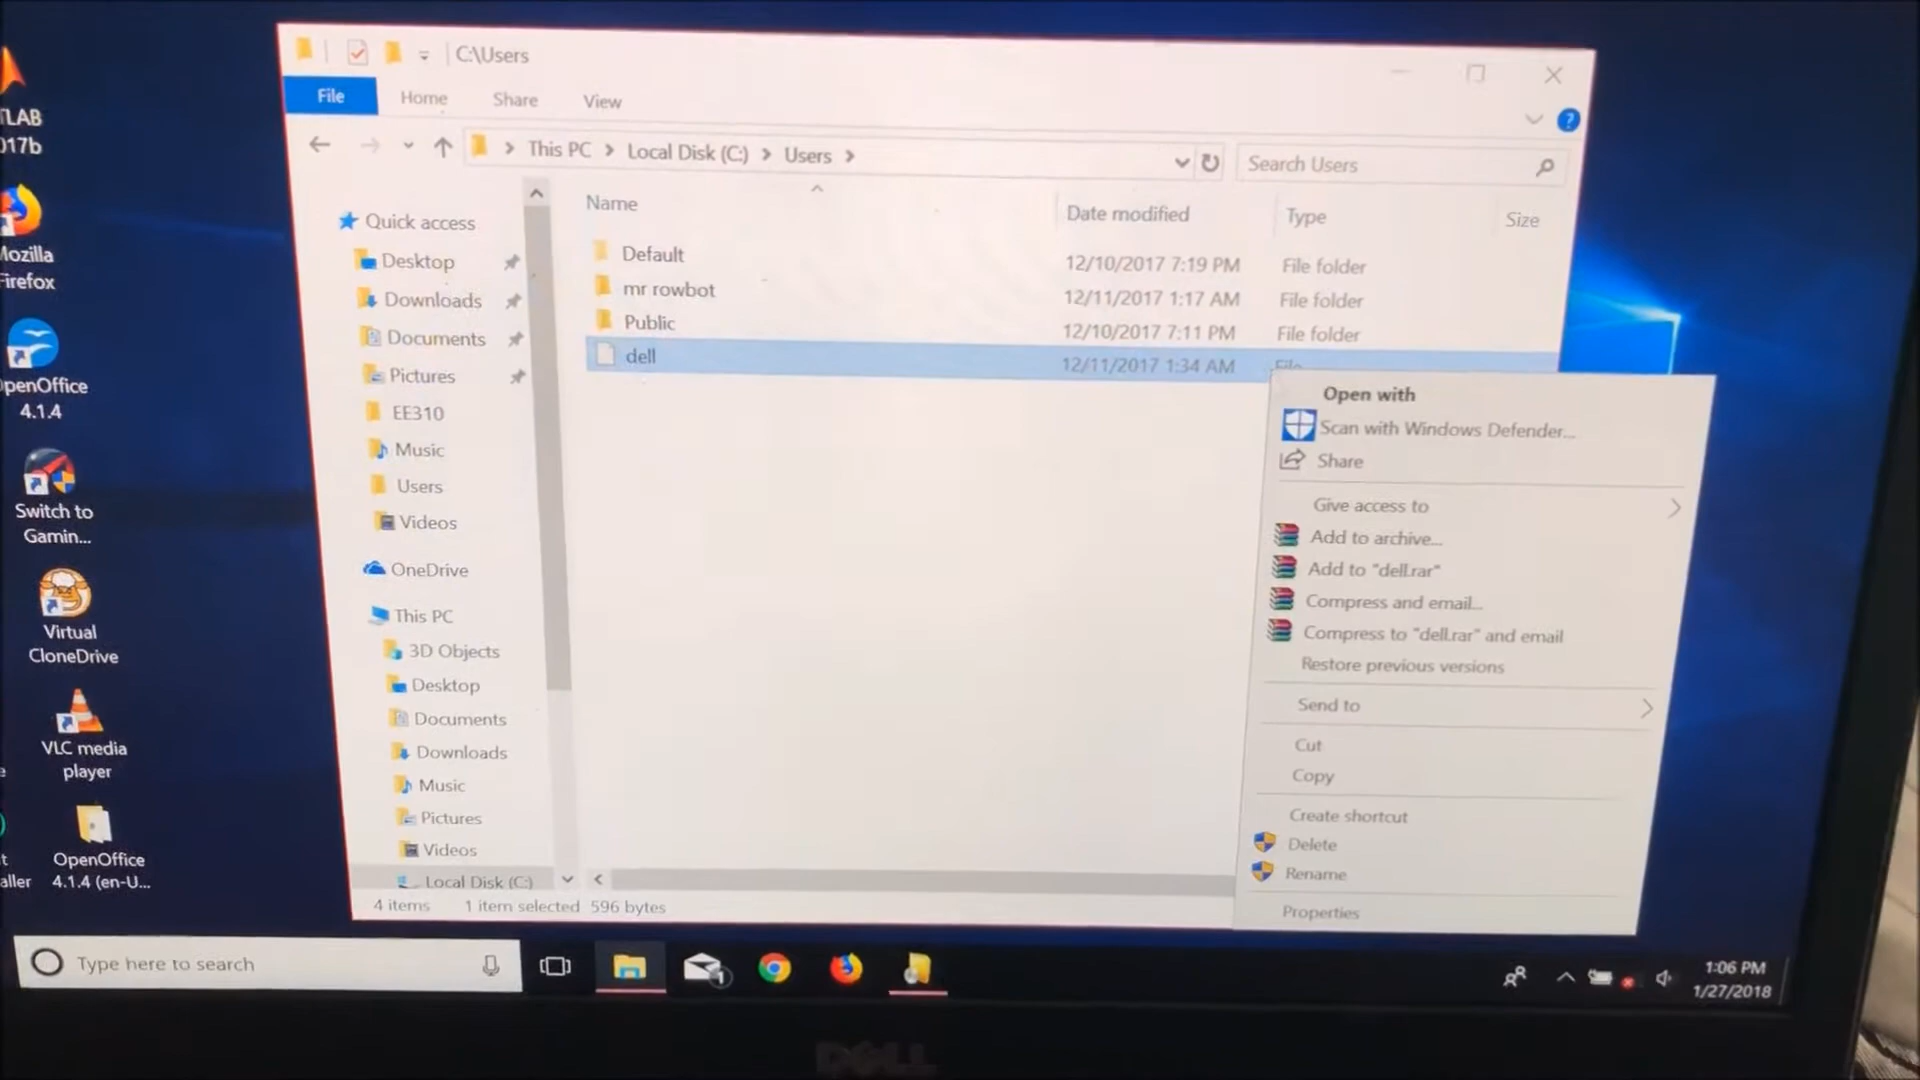 TLAB
017b
Mozilla
Firefox
OpenOffice
4.1.4
Switch to
Gamin...
Virtual
CloneDrive
VLC media
player
aller
OpenOffice
4.1.4 (en-U...
C:\Users
File Home Share View
This PC > Local Disk (C:) > Users >
Search Users
Quick access
Desktop
Downloads
Documents
Pictures
EE310
Music
Users
Videos
OneDrive
This PC
3D Objects
Desktop
Documents
Downloads
Music
Pictures
Videos
Local Disk (C:)
Name Date modified Type Size
Default 12/10/2017 7:19 PM File folder
mr rowbot 12/11/2017 1:17 AM File folder
Public 12/10/2017 7:11 PM File folder
dell 12/11/2017 1:34 AM File
Open with
Scan with Windows Defender...
Share
Give access to
Add to archive...
Add to "dell.rar"
Compress and email...
Compress to "dell.rar" and email
Restore previous versions
Send to
Cut
Copy
Create shortcut
Delete
Rename
Properties
4 items 1 item selected 596 bytes
Type here to search
1
1:06 PM
1/27/2018
DELL